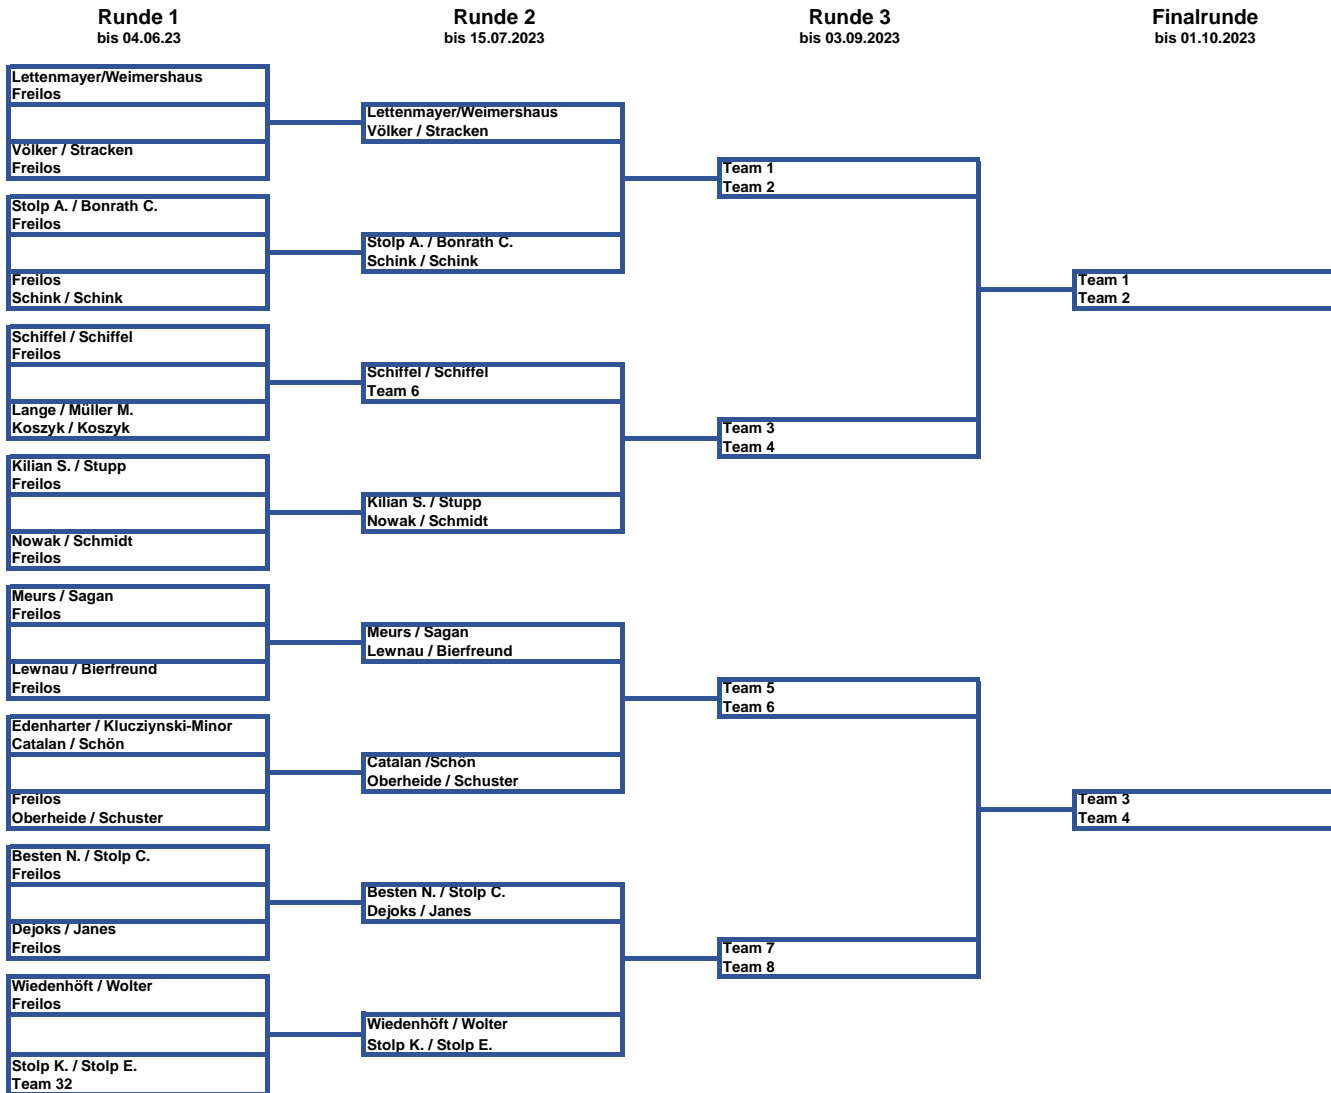 Runde 1
bis 04.06.23
Runde 2
bis 15.07.2023
Runde 3
bis 03.09.2023
Finalrunde
bis 01.10.2023
Lettenmayer/Weimershaus
Freilos
Völker / Stracken
Freilos
Stolp A. / Bonrath C.
Freilos
Freilos
Schink / Schink
Schiffel / Schiffel
Freilos
Lange / Müller M.
Koszyk / Koszyk
Kilian S. / Stupp
Freilos
Nowak / Schmidt
Freilos
Meurs / Sagan
Freilos
Lewnau / Bierfreund
Freilos
Edenharter / Klucziynski-Minor
Catalan / Schön
Freilos
Oberheide / Schuster
Besten N. / Stolp C.
Freilos
Dejoks / Janes
Freilos
Wiedenhöft / Wolter
Freilos
Stolp K. / Stolp E.
Team 32
Lettenmayer/Weimershaus
Völker / Stracken
Stolp A. / Bonrath C.
Schink / Schink
Schiffel / Schiffel
Team 6
Kilian S. / Stupp
Nowak / Schmidt
Meurs / Sagan
Lewnau / Bierfreund
Catalan /Schön
Oberheide / Schuster
Besten N. / Stolp C.
Dejoks / Janes
Wiedenhöft / Wolter
Stolp K. / Stolp E.
Team 1
Team 2
Team 3
Team 4
Team 5
Team 6
Team 7
Team 8
Team 1
Team 2
Team 3
Team 4